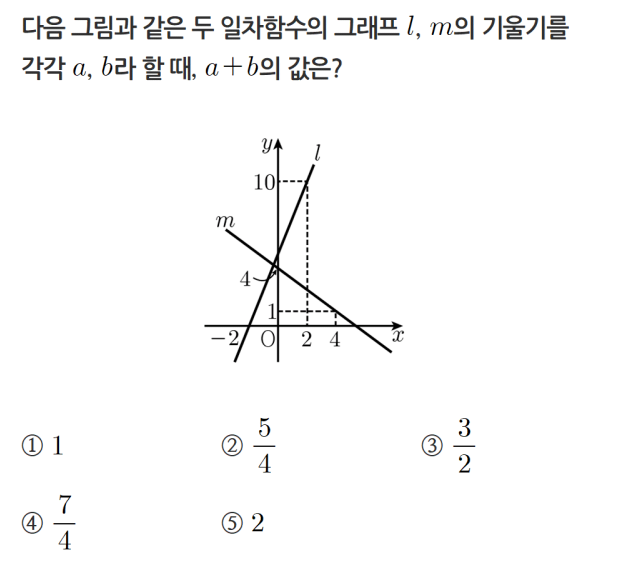 다음 그림과 같은 두 일차함수의 그래프 l, m의 기울기를
각각 a, b라 할 때, a+b의 값은?
y
l
10
m
4
1
-2 O 2 4 x
① 1 ② 5/4 ③ 3/2
④ 7/4 ⑤ 2